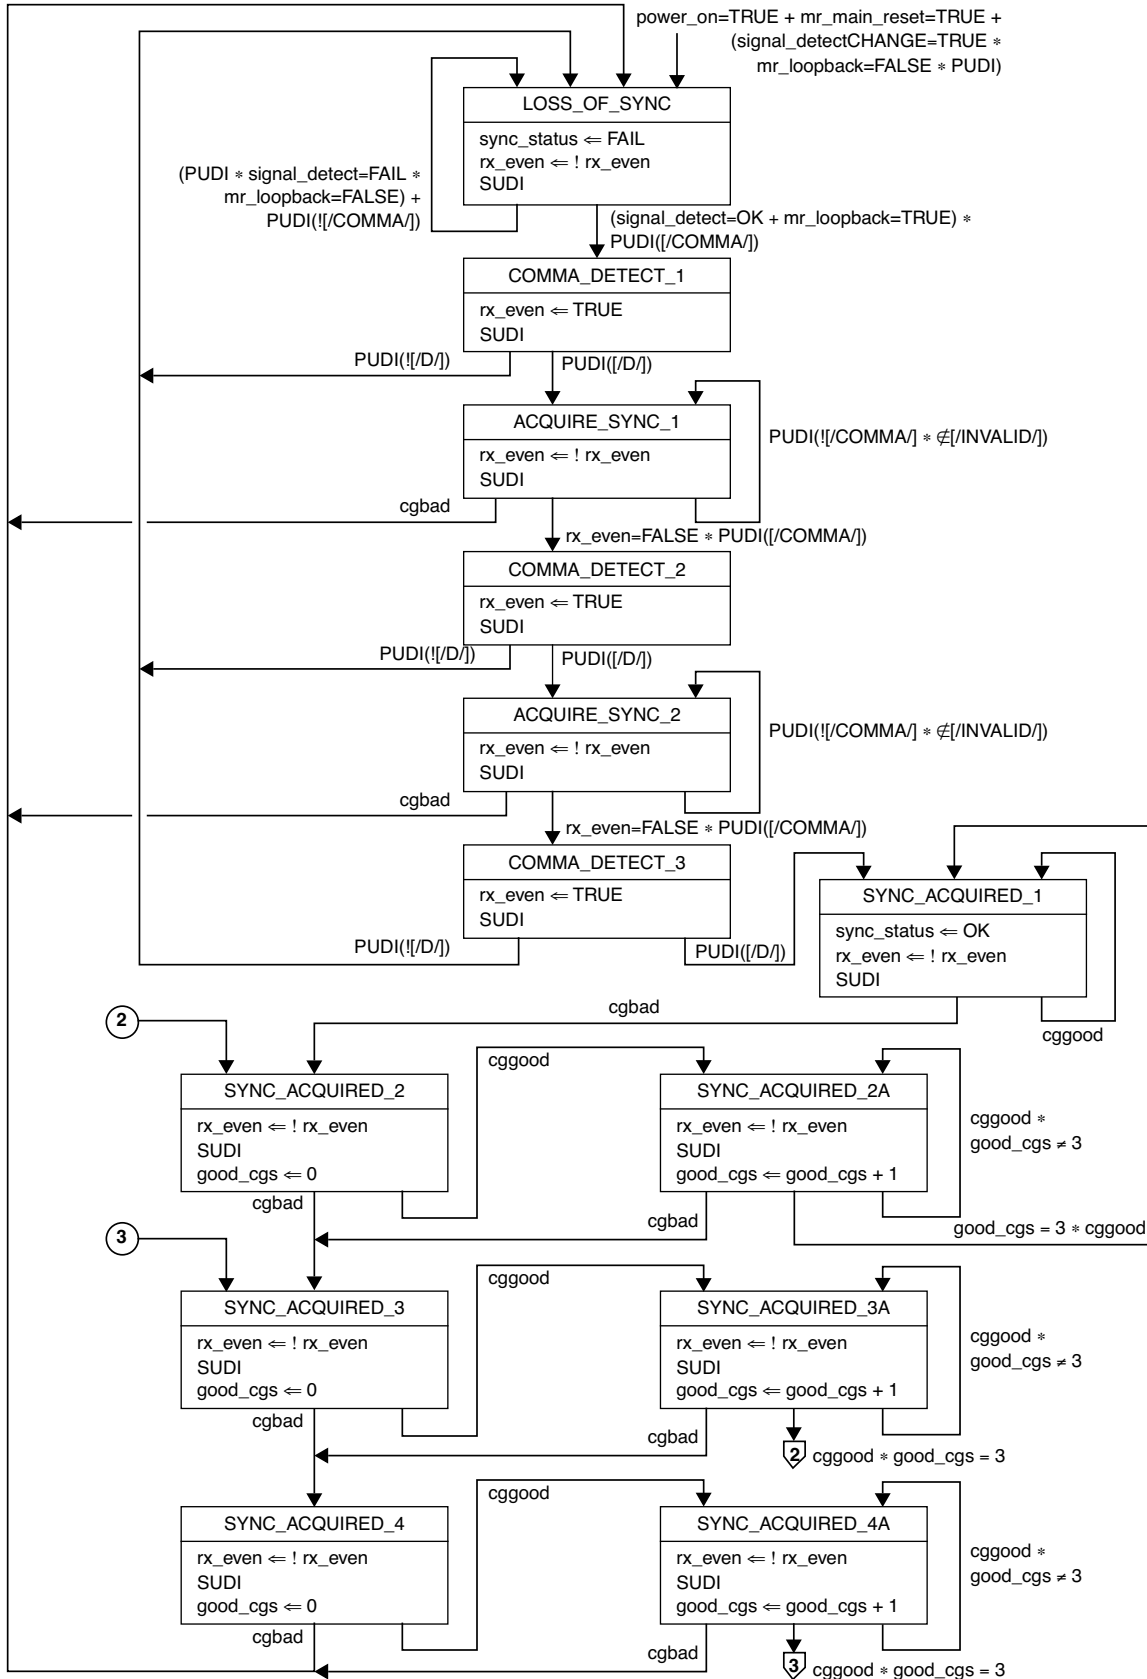 power_on=TRUE + mr_main_reset=TRUE +
(signal_detectCHANGE=TRUE ∗
mr_loopback=FALSE ∗ PUDI)
LOSS_OF_SYNC
sync_status ⇐ FAIL
rx_even ⇐ ! rx_even
SUDI
(PUDI ∗ signal_detect=FAIL ∗
mr_loopback=FALSE) +
PUDI(![/COMMA/])
(signal_detect=OK + mr_loopback=TRUE) ∗
PUDI([/COMMA/])
COMMA_DETECT_1
rx_even ⇐ TRUE
SUDI
PUDI(![/D/])
PUDI([/D/])
ACQUIRE_SYNC_1
rx_even ⇐ ! rx_even
SUDI
PUDI(![/COMMA/] ∗ ∉[/INVALID/])
cgbad
rx_even=FALSE ∗ PUDI([/COMMA/])
COMMA_DETECT_2
rx_even ⇐ TRUE
SUDI
PUDI(![/D/])
PUDI([/D/])
ACQUIRE_SYNC_2
rx_even ⇐ ! rx_even
SUDI
PUDI(![/COMMA/] ∗ ∉[/INVALID/])
cgbad
rx_even=FALSE ∗ PUDI([/COMMA/])
COMMA_DETECT_3
rx_even ⇐ TRUE
SUDI
PUDI(![/D/])
PUDI([/D/])
SYNC_ACQUIRED_1
sync_status ⇐ OK
rx_even ⇐ ! rx_even
SUDI
cgbad
cggood
2
SYNC_ACQUIRED_2
rx_even ⇐ ! rx_even
SUDI
good_cgs ⇐ 0
cggood
SYNC_ACQUIRED_2A
rx_even ⇐ ! rx_even
SUDI
good_cgs ⇐ good_cgs + 1
cggood ∗
good_cgs ≠ 3
cgbad
cgbad
good_cgs = 3 ∗ cggood
3
SYNC_ACQUIRED_3
rx_even ⇐ ! rx_even
SUDI
good_cgs ⇐ 0
cggood
SYNC_ACQUIRED_3A
rx_even ⇐ ! rx_even
SUDI
good_cgs ⇐ good_cgs + 1
cggood ∗
good_cgs ≠ 3
cgbad
cgbad
2 cggood ∗ good_cgs = 3
SYNC_ACQUIRED_4
rx_even ⇐ ! rx_even
SUDI
good_cgs ⇐ 0
cggood
SYNC_ACQUIRED_4A
rx_even ⇐ ! rx_even
SUDI
good_cgs ⇐ good_cgs + 1
cggood ∗
good_cgs ≠ 3
cgbad
cgbad
3 cggood ∗ good_cgs = 3